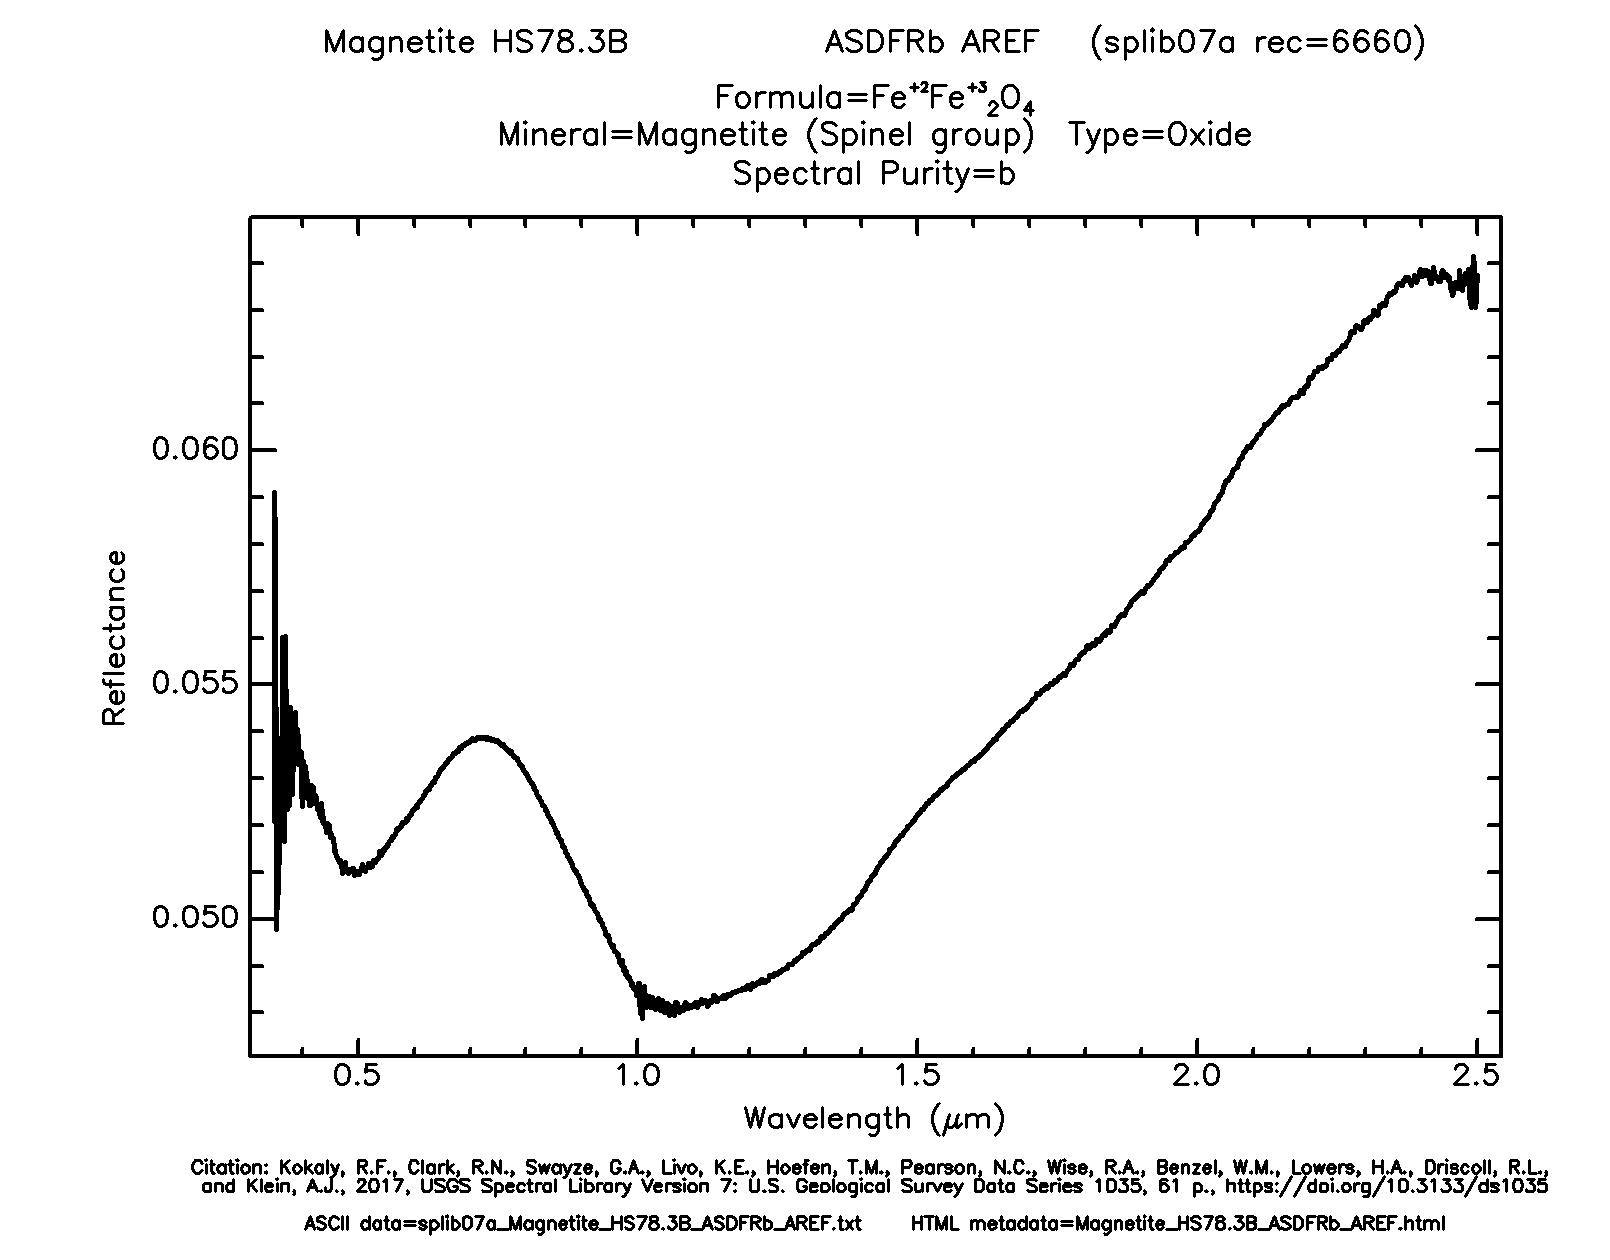 Magnetite HS78.3B ASDFRb AREF (splib07a rec=6660)
Formula=Fe⁺²Fe⁺³₂O₄
Mineral=Magnetite (Spinel group) Type=Oxide
Spectral Purity=b
0.060
0.055
0.050
Reflectance
0.5 1.0 1.5 2.0 2.5
Wavelength (μm)
Citation: Kokaly, R.F., Clark, R.N., Swayze, G.A., Livo, K.E., Hoefen, T.M., Pearson, N.C., Wise, R.A., Benzel, W.M., Lowers, H.A., Driscoll, R.L.,
and Klein, A.J., 2017, USGS Spectral Library Version 7: U.S. Geological Survey Data Series 1035, 61 p., https://doi.org/10.3133/ds1035
ASCII data=splib07a_Magnetite_HS78.3B_ASDFRb_AREF.txt HTML metadata=Magnetite_HS78.3B_ASDFRb_AREF.html